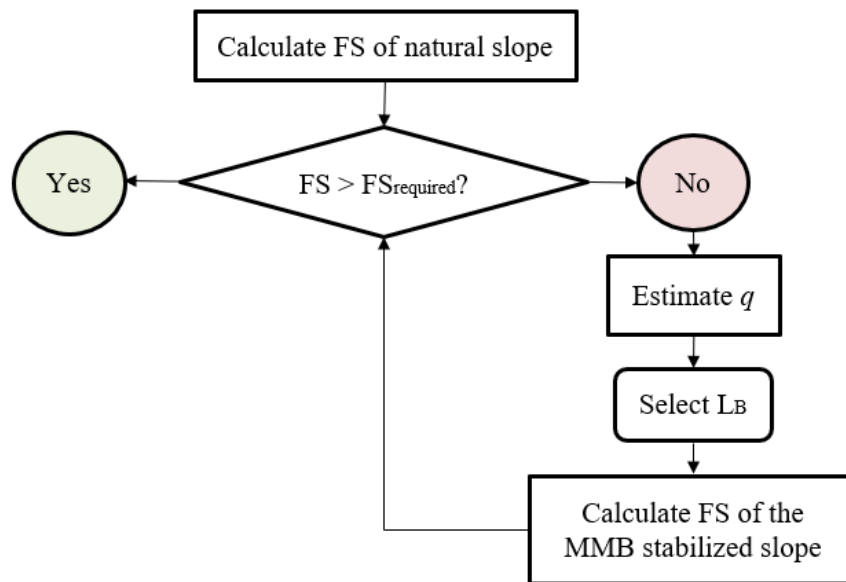 Calculate FS of natural slope
Yes
FS > FSrequired?
No
Estimate q
Select LB
Calculate FS of the
MMB stabilized slope